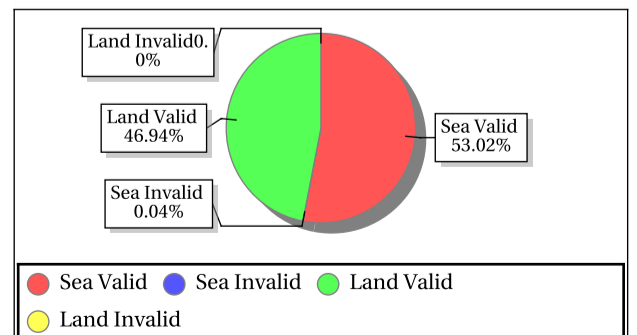 Land Invalid0.
0%
Land Valid
46.94%
Sea Valid
53.02%
Sea Invalid
0.04%
Sea Valid Sea Invalid Land Valid
Land Invalid